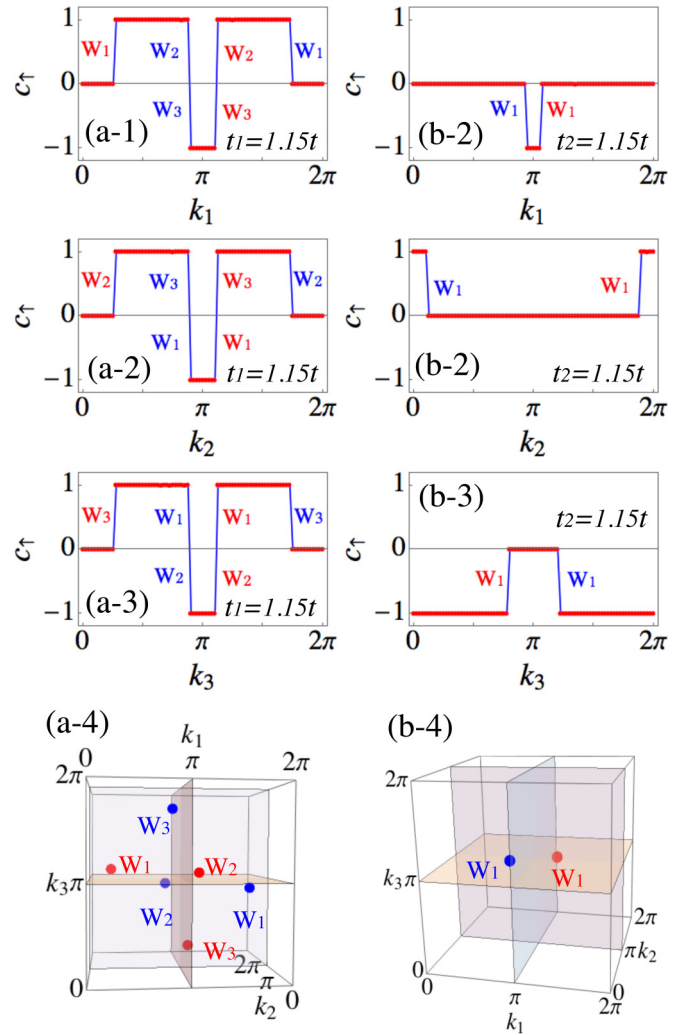 1 W₁ W₂ W₂ W₁ 1
c↑ 0 c↑ 0
W₃ W₃ W₁ W₁
−1 (a-1) t₁=1.15t −1 (b-2) t₂=1.15t
0 π 2π 0 π 2π
k₁ k₁
1 W₂ W₃ W₃ W₂ 1 W₁ W₁
c↑ 0 c↑ 0
W₁ W₁
−1 (a-2) t₁=1.15t −1 (b-2) t₂=1.15t
0 π 2π 0 π 2π
k₂ k₂
1 W₃ W₁ W₁ W₃ 1 (b-3) t₂=1.15t
c↑ 0 c↑ 0
W₂ W₂ W₁ W₁
−1 (a-3) t₁=1.15t −1
0 π 2π 0 π 2π
k₃ k₃
(a-4) (b-4)
k₁
0 π 2π
2π 2π
W₃
W₁ W₂ W₁ W₁
k₃π k₃π
W₂ W₁
W₃ 2π
2π π πk₂
0 k₂ 0 0 0
0 π 2π
k₁